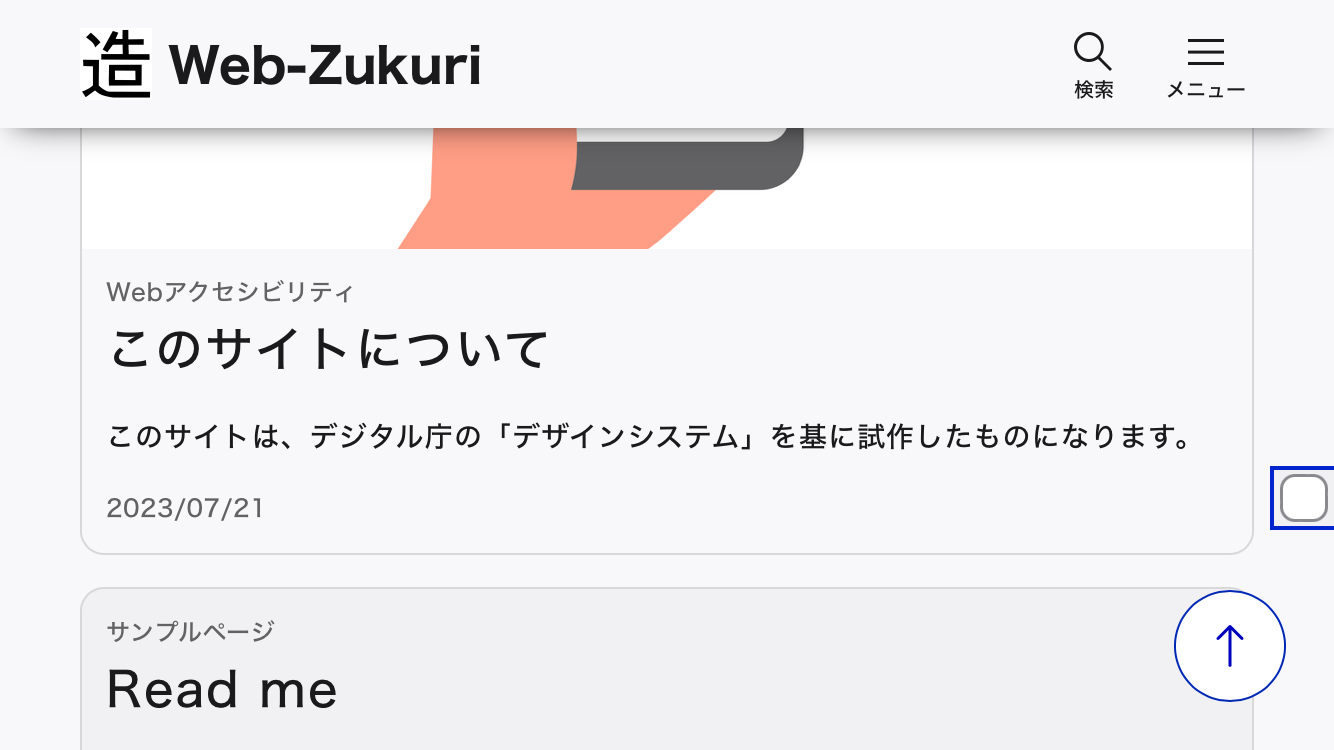 造 Web-Zukuri
検索
メニュー
Webアクセシビリティ
このサイトについて
このサイトは、デジタル庁の「デザインシステム」を基に試作したものになります。
2023/07/21
サンプルページ
Read me